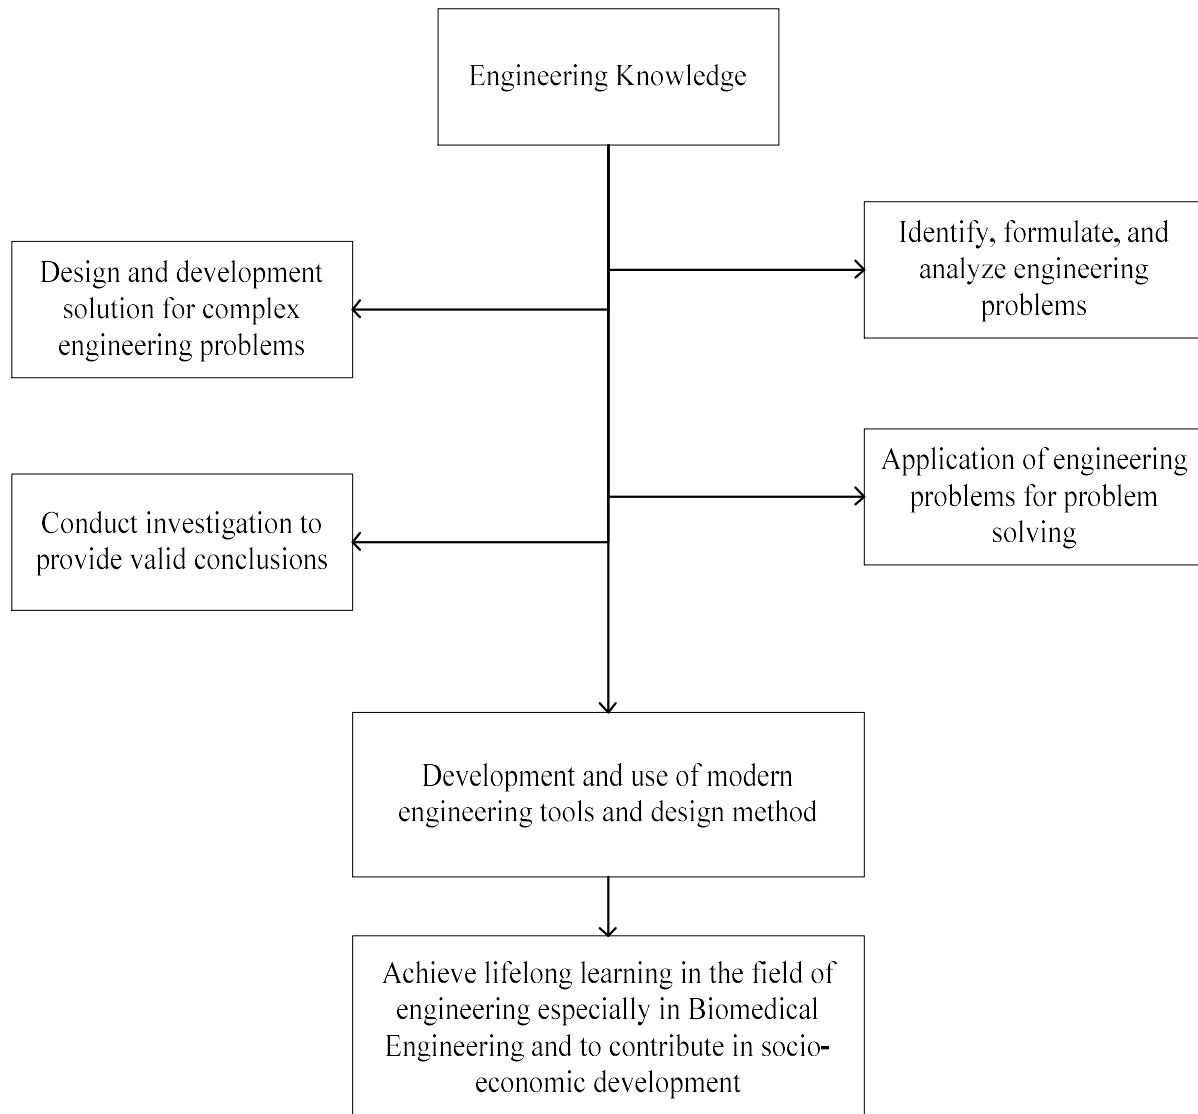 Engineering Knowledge
Identify, formulate, and
analyze engineering
problems
Design and development
solution for complex
engineering problems
Application of engineering
problems for problem
solving
Conduct investigation to
provide valid conclusions
Development and use of modern
engineering tools and design method
Achieve lifelong learning in the field of
engineering especially in Biomedical
Engineering and to contribute in socio-
economic development